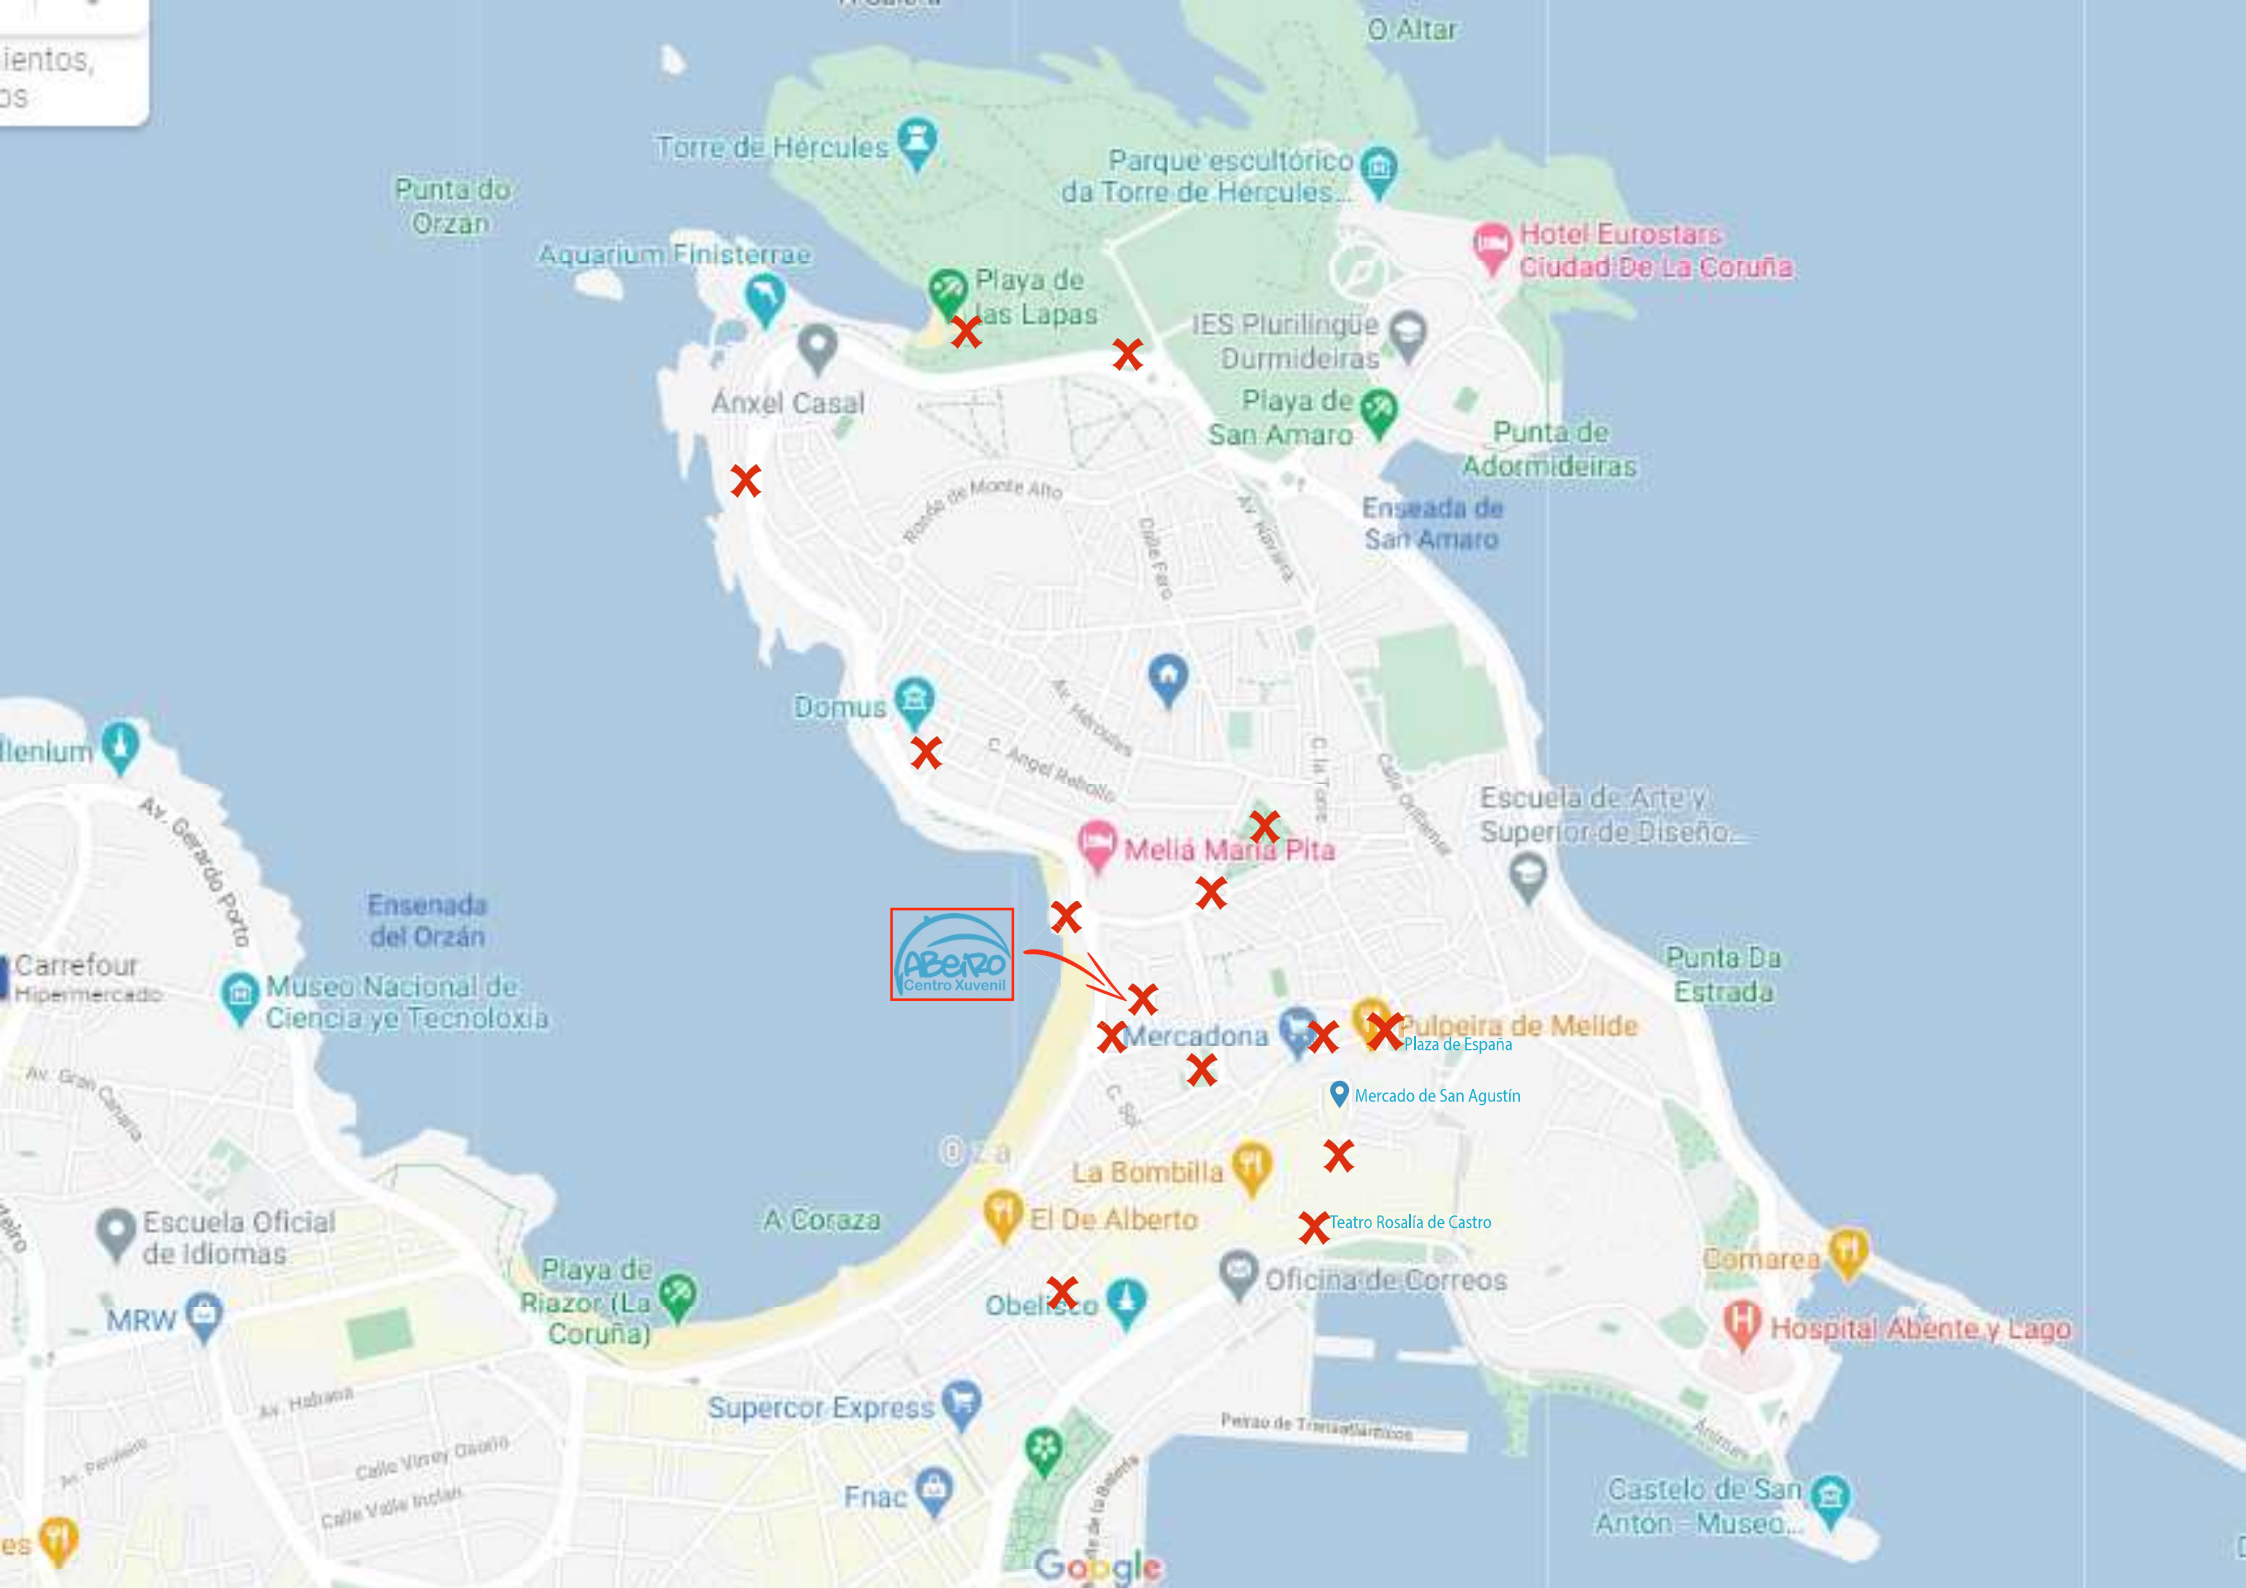 O Altar
ientos,
os
Torre de Hércules
Parque escultórico
da Torre de Hércules...
Punta do
Orzán
Hotel Eurostars
Ciudad De La Coruña
Aquarium Finisterrae
Playa de
las Lapas
IES Plurilingüe
Durmideiras
Ánxel Casal
Playa de
San Amaro
Punta de
Adormideiras
Ronda de Monte Alto
Av. Navarra
Enseada de
San Amaro
Calle Faro
Av. Hércules
Domus
C. Angel Rebollo
C. la Torre
Calle Orillamar
llenium
Av. Gerardo Porto
Escuela de Arte y
Superior de Diseño...
Meliá María Pita
Ensenada
del Orzán
ABEiRO
Centro Xuvenil
Carrefour
Hipermercado
Museo Nacional de
Ciencia ye Tecnoloxía
Punta Da
Estrada
Mercadona
Pulpeira de Melide
Plaza de España
Av. Gran Canaria
C. Sol
Mercado de San Agustín
O z a
La Bombilla
A Coraza
El De Alberto
Teatro Rosalía de Castro
Escuela Oficial
de Idiomas
Comarea
Playa de
Riazor (La
Coruña)
Oficina de Correos
Obelisco
MRW
Hospital Abente y Lago
Av. Habana
Supercor Express
Peirao de Transatlánticos
Calle Virrey Osorio
Calle Valle Inclán
Fnac
Castelo de San
Antón - Museo...
es
Google